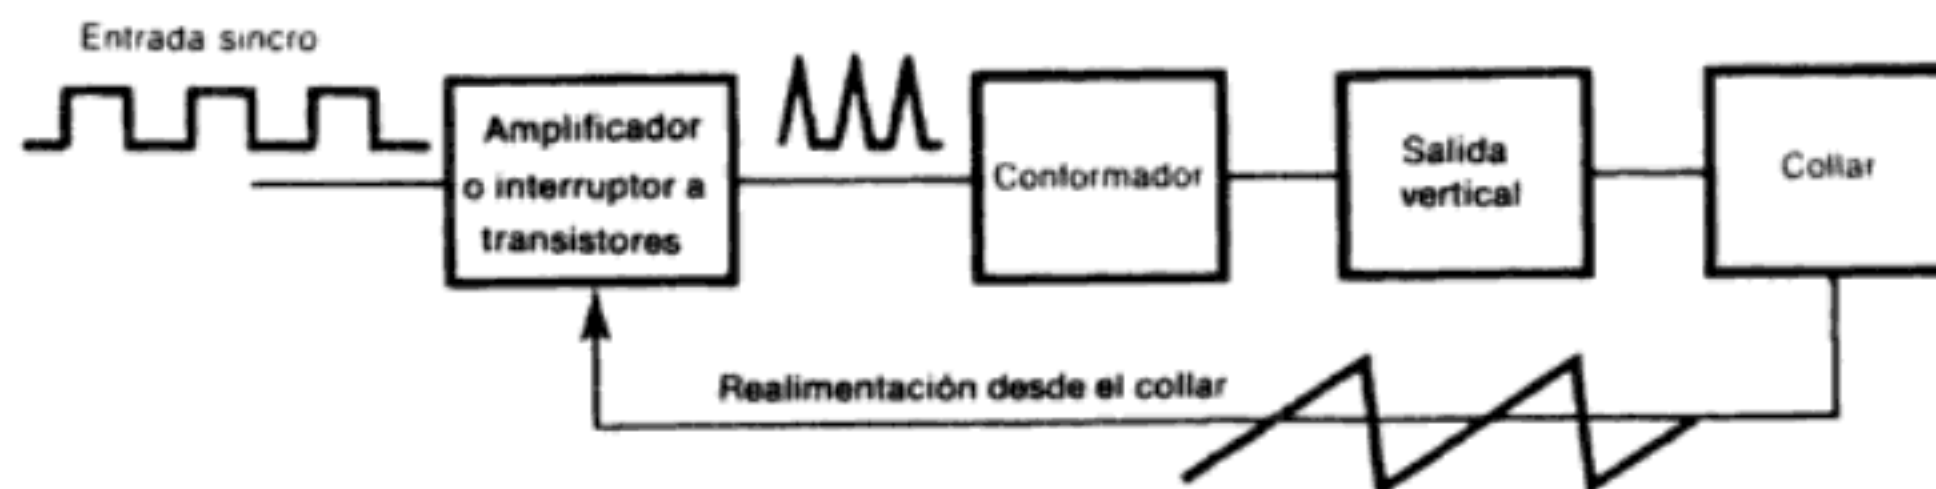 Entrada sincro
Amplificador
o interruptor a
transistores
Conformador
Salida
vertical
Collar
Realimentación desde el collar